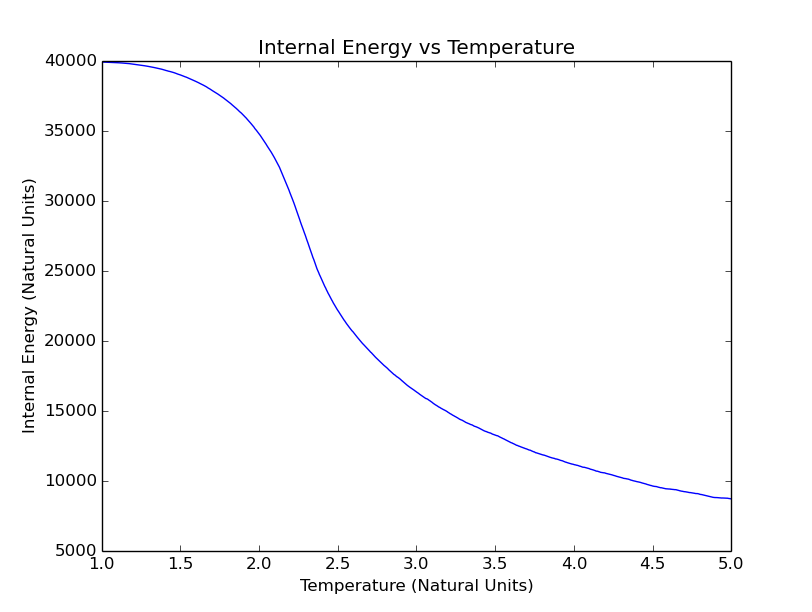 Internal Energy vs Temperature
40000
35000
30000
25000
20000
15000
10000
5000
Internal Energy (Natural Units)
1.0 1.5 2.0 2.5 3.0 3.5 4.0 4.5 5.0
Temperature (Natural Units)